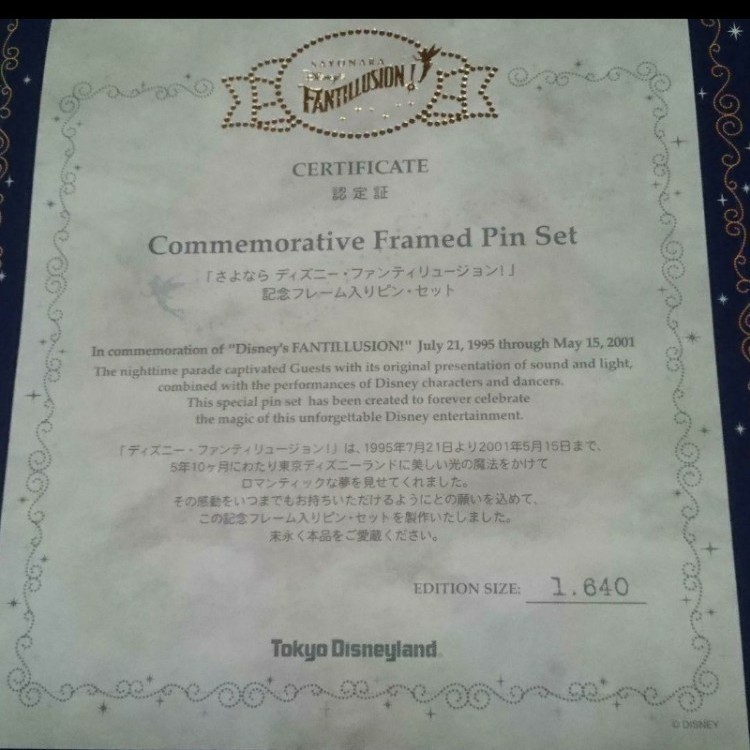 SAYONARA
Disney's
FANTILLUSION!
CERTIFICATE
認定証
Commemorative Framed Pin Set
「さよなら ディズニー・ファンティリュージョン!」
記念フレーム入りピン・セット
In commemoration of "Disney's FANTILLUSION!" July 21, 1995 through May 15, 2001
The nighttime parade captivated Guests with its original presentation of sound and light,
combined with the performances of Disney characters and dancers.
This special pin set has been created to forever celebrate
the magic of this unforgettable Disney entertainment.
「ディズニー・ファンティリュージョン!」は、1995年7月21日より2001年5月15日まで、
5年10ヶ月にわたり東京ディズニーランドに美しい光の魔法をかけて
ロマンティックな夢を見せてくれました。
その感動をいつまでもお持ちいただけるようにとの願いを込めて、
この記念フレーム入りピン・セットを製作いたしました。
末永く本品をご愛蔵ください。
EDITION SIZE: 1.640
Tokyo Disneyland®
© DISNEY